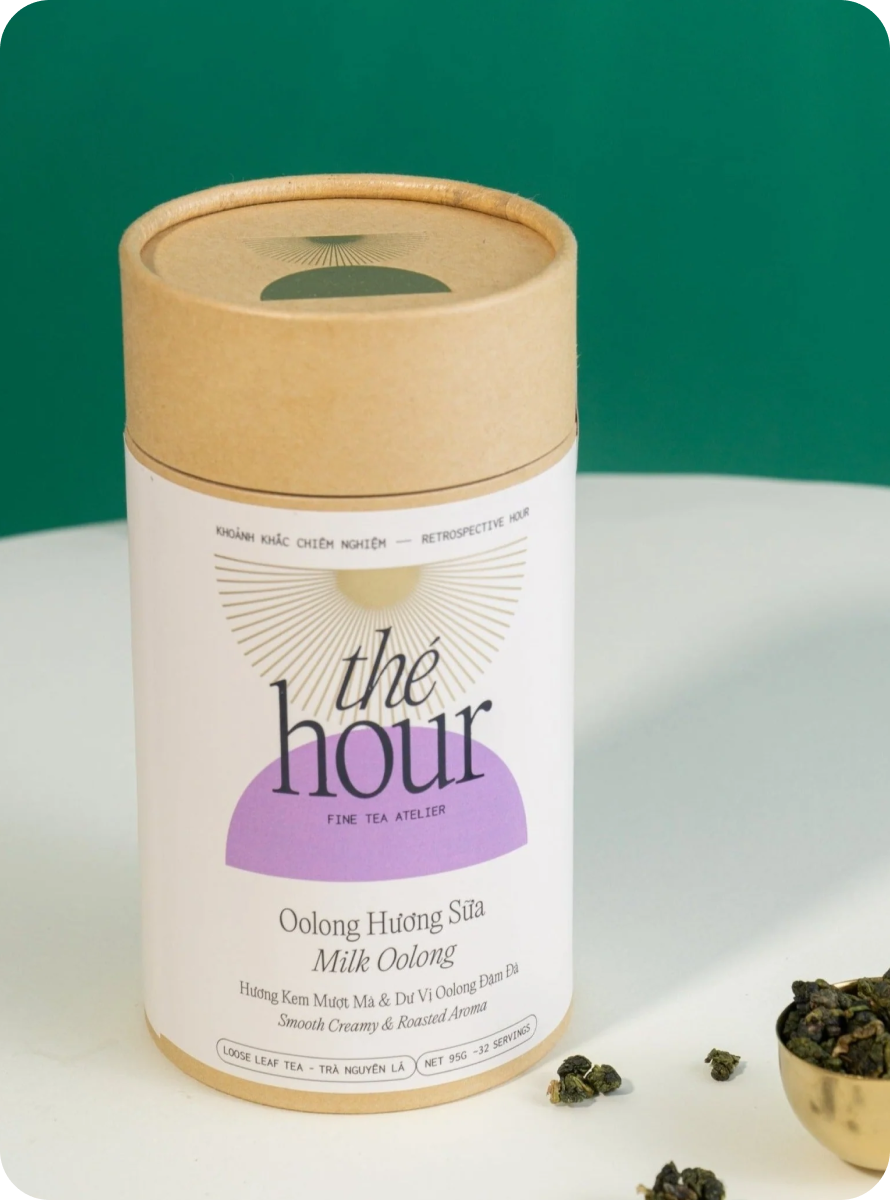 KHOẢNH KHẮC CHIÊM NGHIỆM — RETROSPECTIVE HOUR
thé
hour
FINE TEA ATELIER
Oolong Hương Sữa
Milk Oolong
Hương Kem Mượt Mà & Dư Vị Oolong Đậm Đà
Smooth Creamy & Roasted Aroma
LOOSE LEAF TEA - TRÀ NGUYÊN LÁ NET 95G ~32 SERVINGS